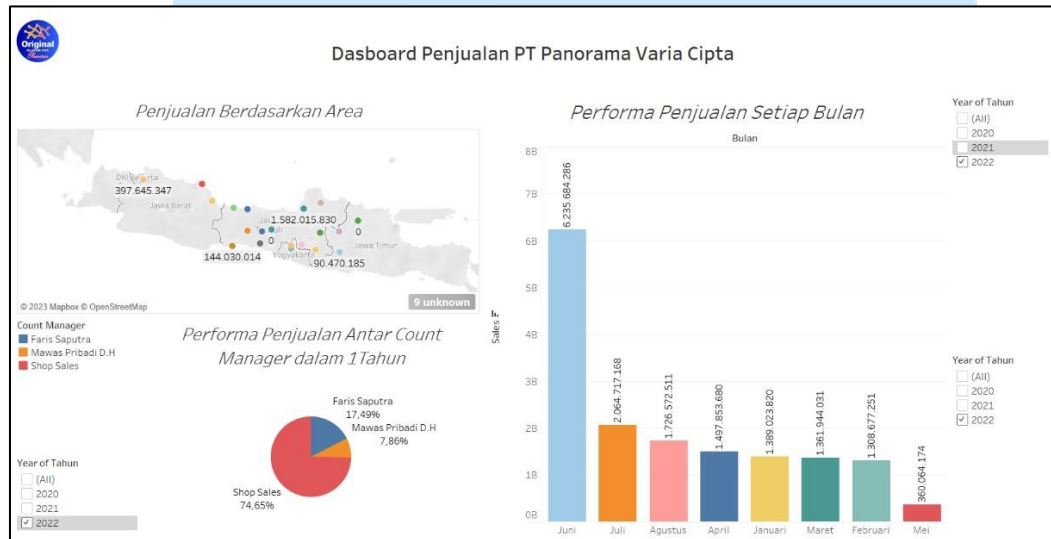 Original
Dasboard Penjualan PT Panorama Varia Cipta
Penjualan Berdasarkan Area
DKI Jakarta
397.645.347
Jawa Barat
1.582.015.830
0
0
144.030.014
Yogyakarta
90.470.185
Jawa Timur
© 2023 Mapbox © OpenStreetMap
9 unknown
Count Manager
Faris Saputra
Mawas Pribadi D.H
Shop Sales
Performa Penjualan Antar Count
Manager dalam 1Tahun
Faris Saputra
17,49%
Mawas Pribadi D.H
7,86%
Shop Sales
74,65%
Year of Tahun
(All)
2020
2021
2022
Performa Penjualan Setiap Bulan
Bulan
Sales
8B
7B
6B
5B
4B
3B
2B
1B
0B
6.235.684.286
2.064.717.168
1.726.572.511
1.497.853.680
1.389.023.820
1.361.944.031
1.308.677.251
360.064.174
Juni
Juli
Agustus
April
Januari
Maret
Februari
Mei
Year of Tahun
(All)
2020
2021
2022
Year of Tahun
(All)
2020
2021
2022